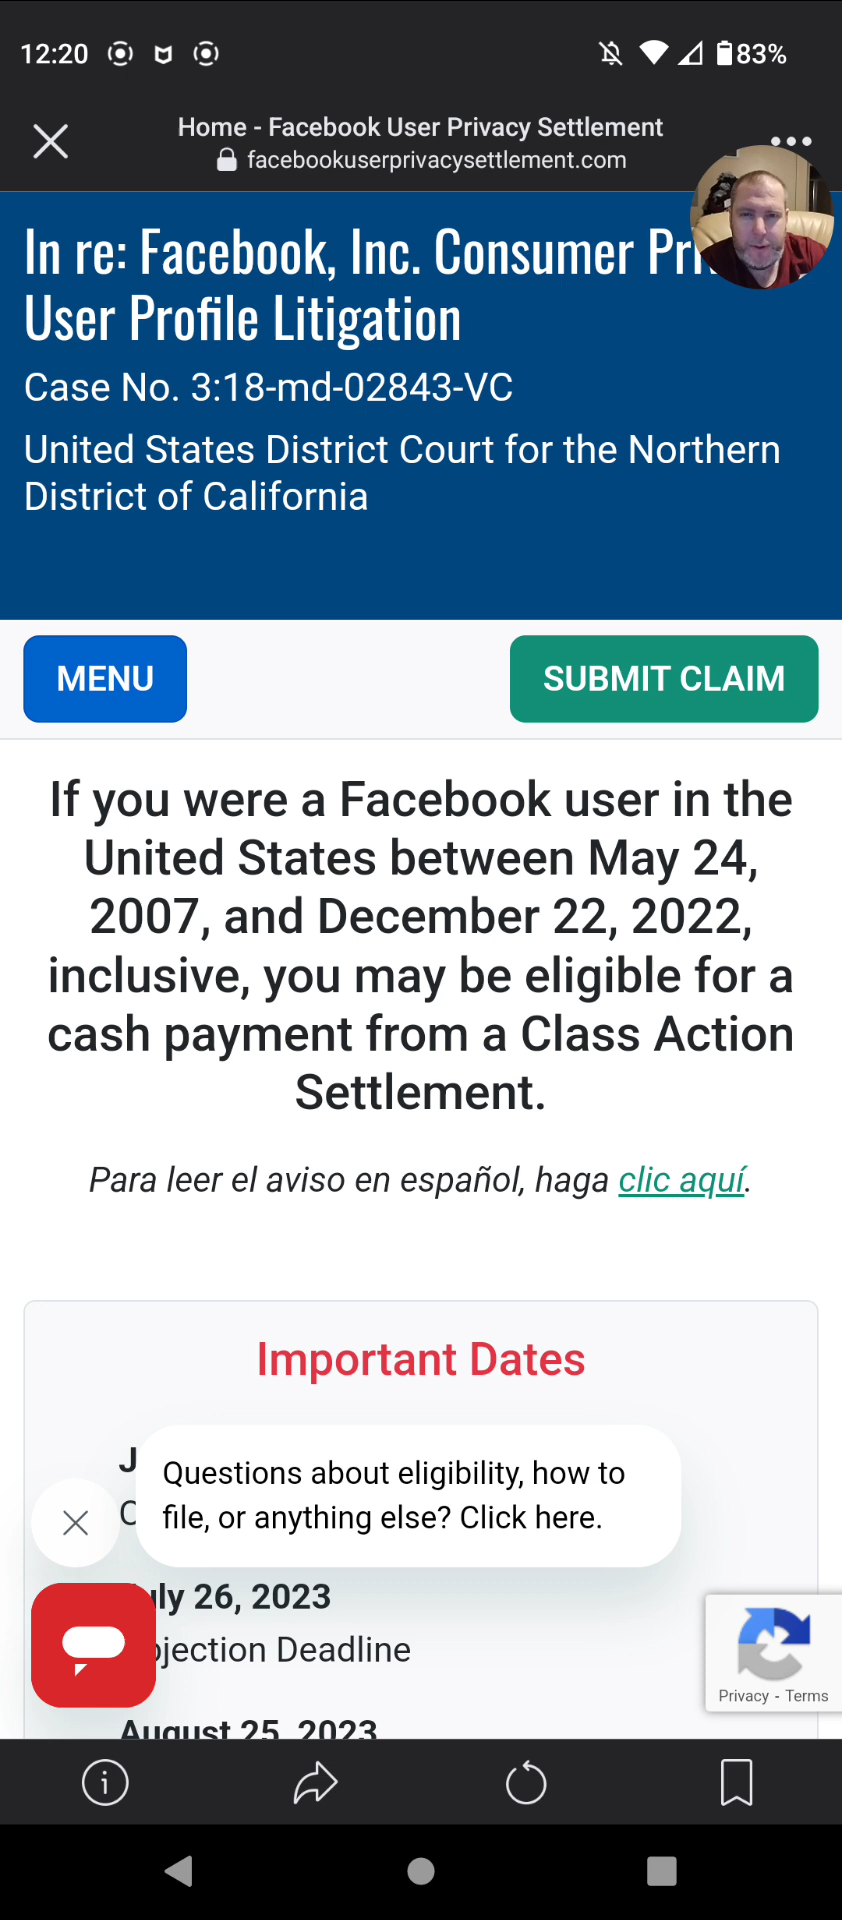 12:20
83%
Home - Facebook User Privacy Settlement
facebookuserprivacysettlement.com
In re: Facebook, Inc. Consumer
User Profile Litigation
Case No. 3:18-md-02843-VC
United States District Court for the Northern
District of California
MENU
SUBMIT CLAIM
If you were a Facebook user in the
United States between May 24,
2007, and December 22, 2022,
inclusive, you may be eligible for a
cash payment from a Class Action
Settlement.
Para leer el aviso en español, haga clic aquí.
Important Dates
Questions about eligibility, how to
file, or anything else? Click here.
26, 2023
Deadline
Privacy - Terms
August 25, 2023